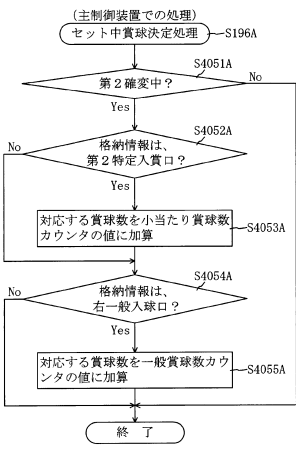 (主制御装置での処理)
セット中賞球決定処理
S196A
S4051A
第2確変中?
No
Yes
S4052A
格納情報は、
第2特定入賞口?
No
Yes
対応する賞球数を小当たり賞球数
カウンタの値に加算
S4053A
S4054A
格納情報は、
右一般入球口?
No
Yes
対応する賞球数を一般賞球数カウ
ンタの値に加算
S4055A
終 了